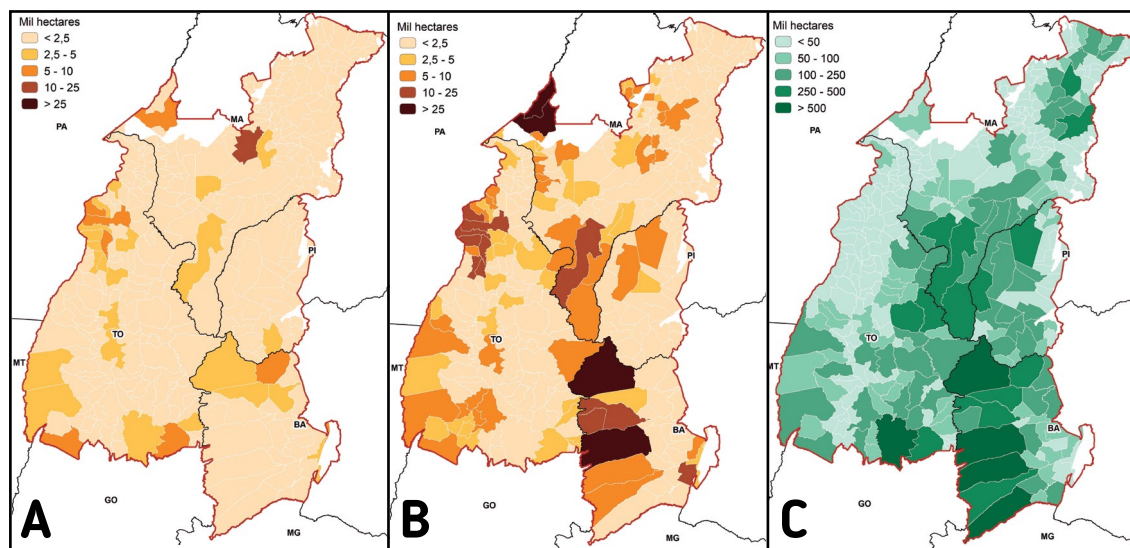 Mil hectares
< 2,5
2,5 - 5
5 - 10
10 - 25
> 25
PA
MA
PI
TO
MT
BA
GO
A
Mil hectares
< 2,5
2,5 - 5
5 - 10
10 - 25
> 25
PA
MA
PI
TO
MT
BA
GO
MG
B
Mil hectares
< 50
50 - 100
100 - 250
250 - 500
> 500
PA
MA
PI
TO
MT
BA
GO
MG
C